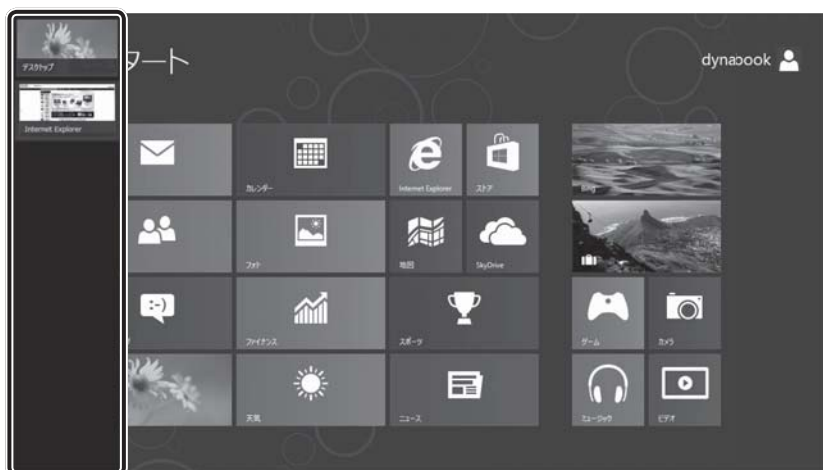 デスクトップ
Internet Explorer
タート
dynabook
カレンダー
Internet Explorer
ストア
Bing
フォト
地図
SkyDrive
ファイナンス
スポーツ
ゲーム
カメラ
天気
ニュース
ミュージック
ビデオ